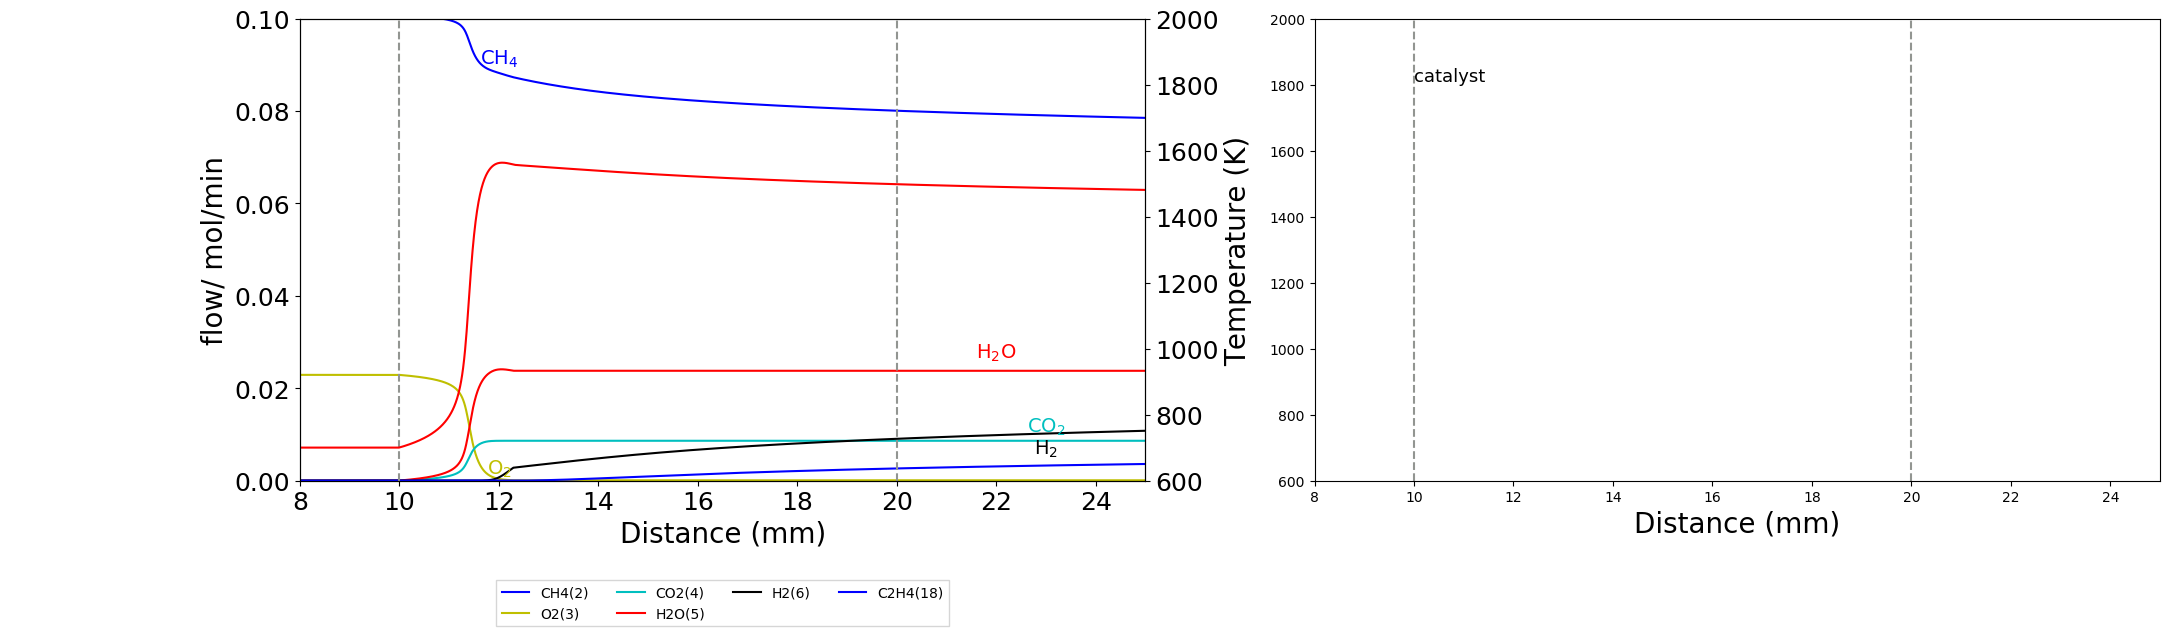 0.10
0.08
0.06
0.04
0.02
0.00
flow/ mol/min
8 10 12 14 16 18 20 22 24
Distance (mm)
2000
1800
1600
1400
1200
1000
800
600
Temperature (K)
CH₄
H₂O
CO₂
H₂
O₂
CH4(2) CO2(4) H2(6) C2H4(18)
O2(3) H2O(5)
2000
1800
1600
1400
1200
1000
800
600
catalyst
8 10 12 14 16 18 20 22 24
Distance (mm)